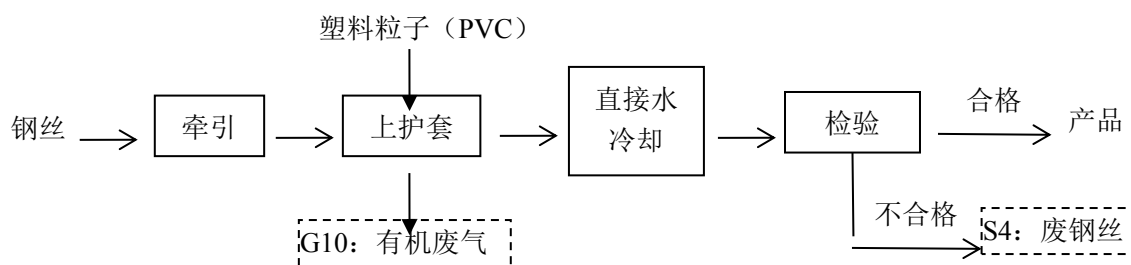 塑料粒子（PVC）
钢丝
牵引
上护套
直接水
冷却
检验
合格
产品
不合格
G10：有机废气
S4：废钢丝